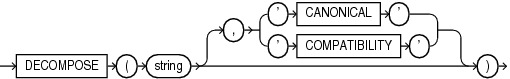 ' CANONICAL '
, ' COMPATIBILITY '
DECOMPOSE ( string )